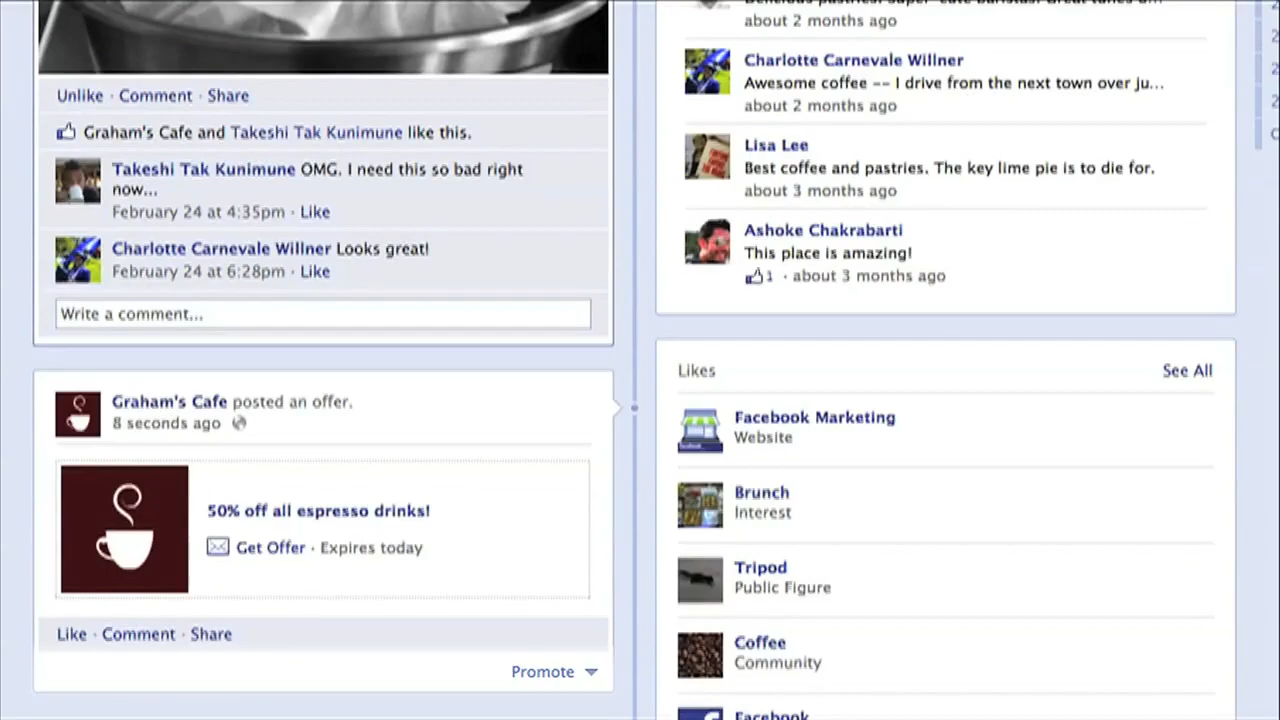 Unlike · Comment · Share
Graham's Cafe and Takeshi Tak Kunimune like this.
Takeshi Tak Kunimune OMG. I need this so bad right
now...
February 24 at 4:35pm · Like
Charlotte Carnevale Willner Looks great!
February 24 at 6:28pm · Like
Write a comment...
Graham's Cafe posted an offer.
8 seconds ago
50% off all espresso drinks!
Get Offer · Expires today
Like · Comment · Share
Promote
about 2 months ago
Charlotte Carnevale Willner
Awesome coffee -- I drive from the next town over ju...
about 2 months ago
Lisa Lee
Best coffee and pastries. The key lime pie is to die for.
about 3 months ago
Ashoke Chakrabarti
This place is amazing!
1 · about 3 months ago
Likes
See All
Facebook Marketing
Website
Brunch
Interest
Tripod
Public Figure
Coffee
Community
Facebook